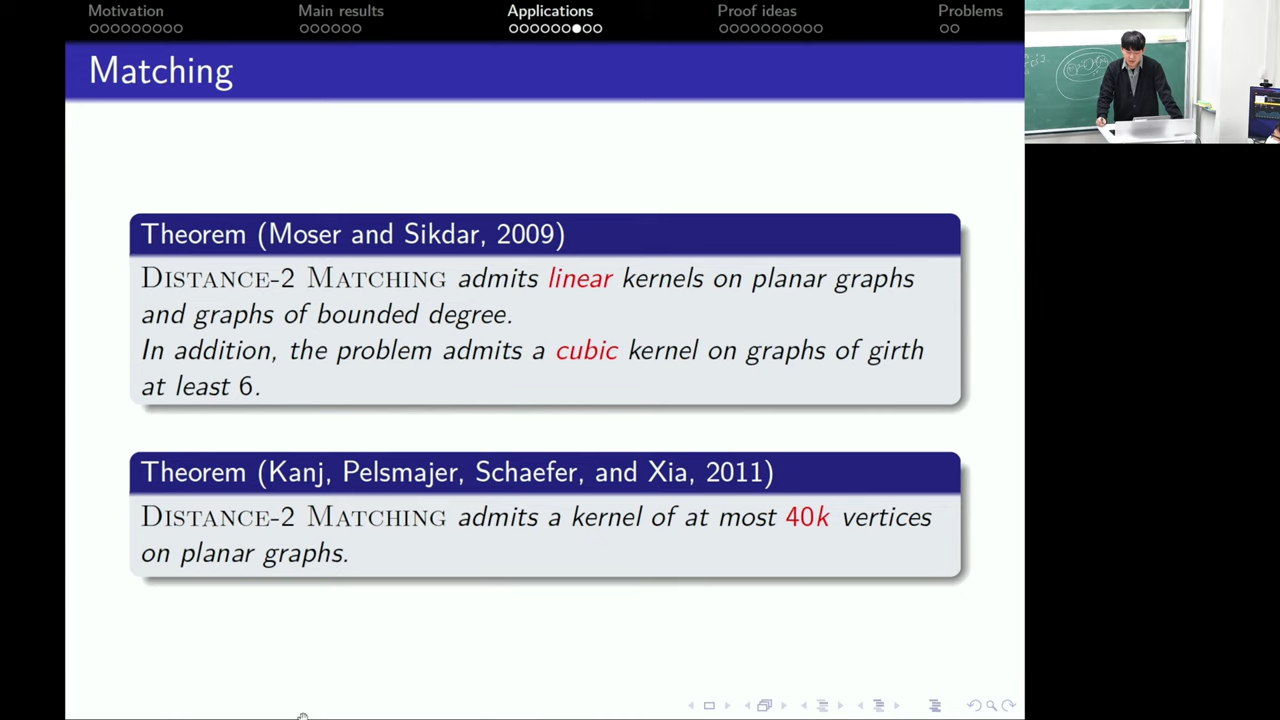 Motivation Main results Applications Proof ideas Problems
Matching
Theorem (Moser and Sikdar, 2009)
Distance-2 Matching admits linear kernels on planar graphs
and graphs of bounded degree.
In addition, the problem admits a cubic kernel on graphs of girth
at least 6.
Theorem (Kanj, Pelsmajer, Schaefer, and Xia, 2011)
Distance-2 Matching admits a kernel of at most 40k vertices
on planar graphs.